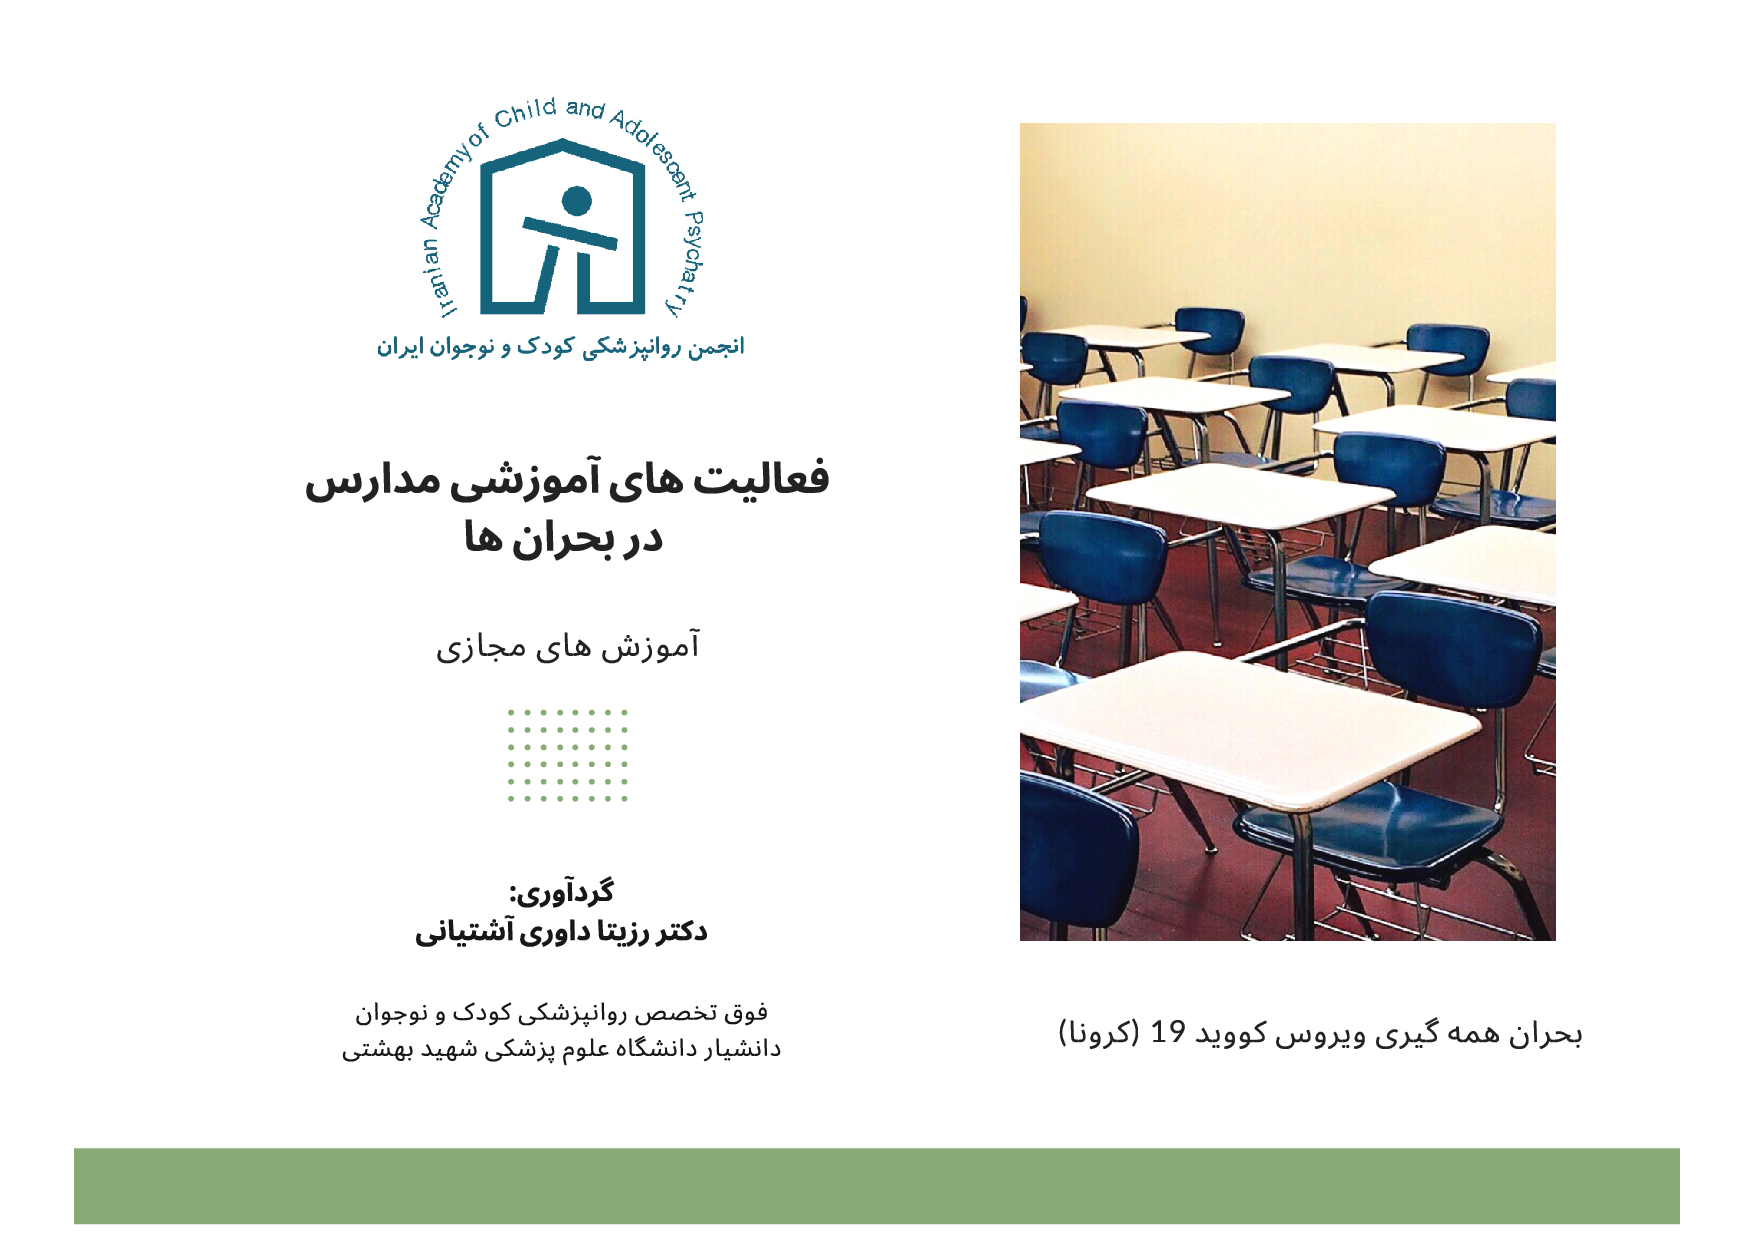 Iranian Academy of Child and Adolescent Psychatry
انجمن روانپزشکی کودک و نوجوان ایران
فعالیت های آموزشی مدارس
در بحران ها
آموزش های مجازی
گردآوری:
دکتر رزیتا داوری آشتیانی
فوق تخصص روانپزشکی کودک و نوجوان
دانشیار دانشگاه علوم پزشکی شهید بهشتی
بحران همه گیری ویروس کووید 19 (کرونا)